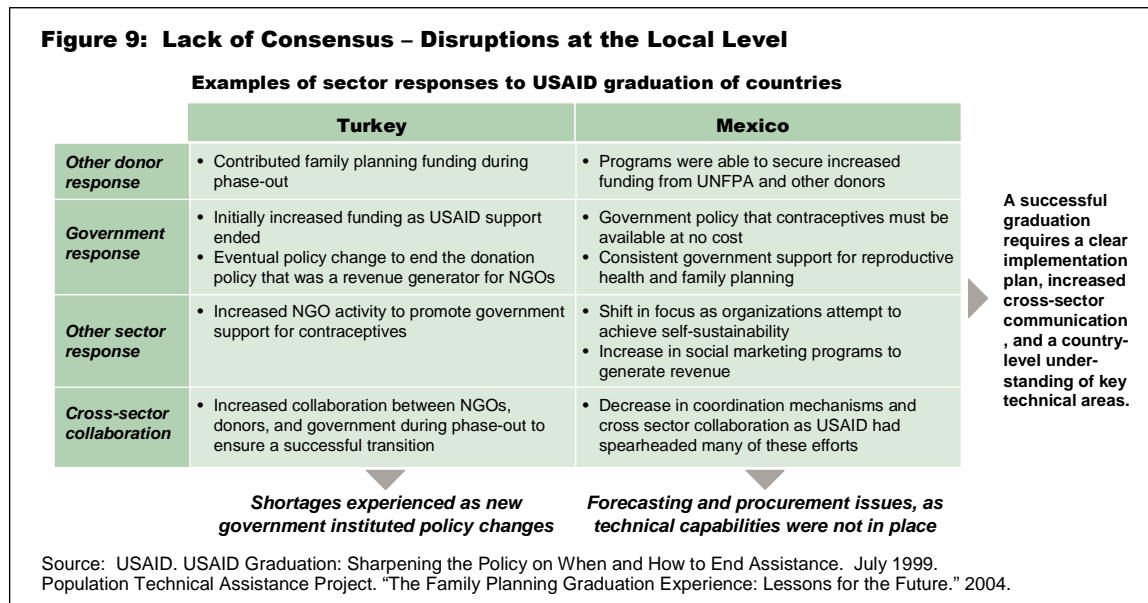 Figure 9: Lack of Consensus – Disruptions at the Local Level
Examples of sector responses to USAID graduation of countries
Turkey
Mexico
Other donor
response
• Contributed family planning funding during
phase-out
• Programs were able to secure increased
funding from UNFPA and other donors
Government
response
• Initially increased funding as USAID support
ended
• Eventual policy change to end the donation
policy that was a revenue generator for NGOs
• Government policy that contraceptives must be
available at no cost
• Consistent government support for reproductive
health and family planning
Other sector
response
• Increased NGO activity to promote government
support for contraceptives
• Shift in focus as organizations attempt to
achieve self-sustainability
• Increase in social marketing programs to
generate revenue
Cross-sector
collaboration
• Increased collaboration between NGOs,
donors, and government during phase-out to
ensure a successful transition
• Decrease in coordination mechanisms and
cross sector collaboration as USAID had
spearheaded many of these efforts
A successful
graduation
requires a clear
implementation
plan, increased
cross-sector
communication
, and a country-
level under-
standing of key
technical areas.
Shortages experienced as new
government instituted policy changes
Forecasting and procurement issues, as
technical capabilities were not in place
Source: USAID. USAID Graduation: Sharpening the Policy on When and How to End Assistance. July 1999.
Population Technical Assistance Project. “The Family Planning Graduation Experience: Lessons for the Future.” 2004.